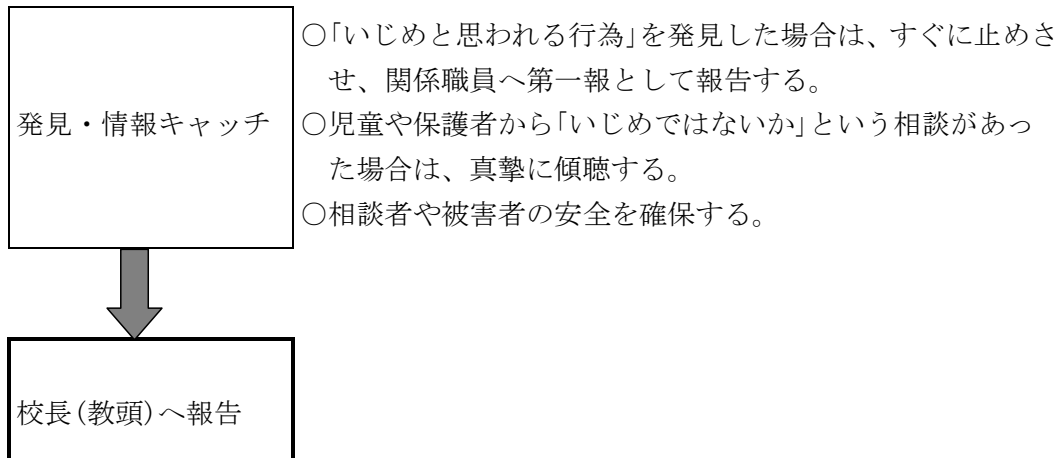 ○｢いじめと思われる行為｣を発見した場合は､すぐに止めさ
せ､関係職員へ第一報として報告する｡
発見・情報キャッチ
○児童や保護者から｢いじめではないか｣という相談があっ
た場合は､真摯に傾聴する｡
○相談者や被害者の安全を確保する｡
校長(教頭)へ報告